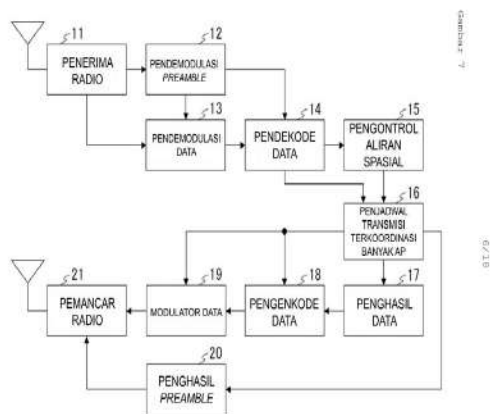 Gambar 7
6/18
11
PENERIMA
RADIO
12
PENDEMODULASI
PREAMBLE
13
PENDEMODULASI
DATA
14
PENDEKODE
DATA
15
PENGONTROL
ALIRAN
SPASIAL
16
PENJADWAL
TRANSMISI
TERKOORDINASI
BANYAK AP
21
PEMANCAR
RADIO
19
MODULATOR DATA
18
PENGENKODE
DATA
17
PENGHASIL
DATA
20
PENGHASIL
PREAMBLE